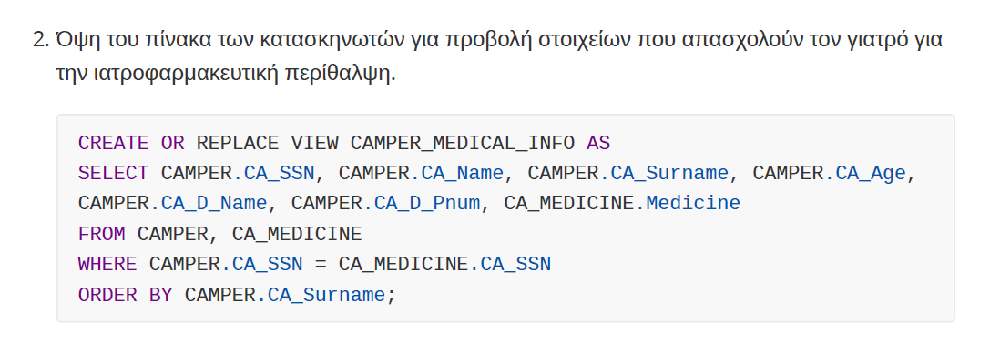 2. Όψη του πίνακα των κατασκηνωτών για προβολή στοιχείων που απασχολούν τον γιατρό για
την ιατροφαρμακευτική περίθαλψη.
CREATE OR REPLACE VIEW CAMPER_MEDICAL_INFO AS
SELECT CAMPER.CA_SSN, CAMPER.CA_Name, CAMPER.CA_Surname, CAMPER.CA_Age,
CAMPER.CA_D_Name, CAMPER.CA_D_Pnum, CA_MEDICINE.Medicine
FROM CAMPER, CA_MEDICINE
WHERE CAMPER.CA_SSN = CA_MEDICINE.CA_SSN
ORDER BY CAMPER.CA_Surname;